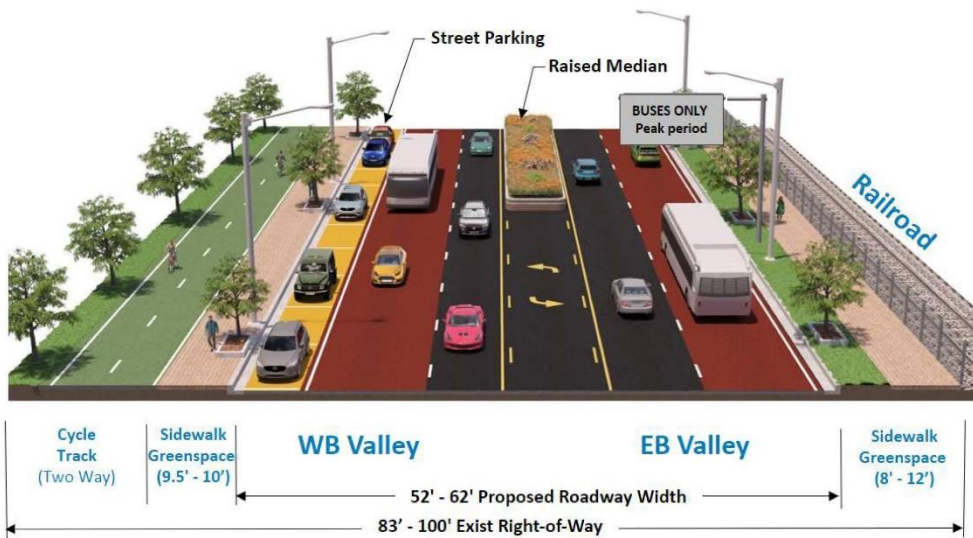 Street Parking
Raised Median
BUSES ONLY
Peak period
Railroad
Cycle
Track
(Two Way)
Sidewalk
Greenspace
(9.5' - 10')
WB Valley
EB Valley
Sidewalk
Greenspace
(8' - 12')
52' - 62' Proposed Roadway Width
83’ - 100' Exist Right-of-Way